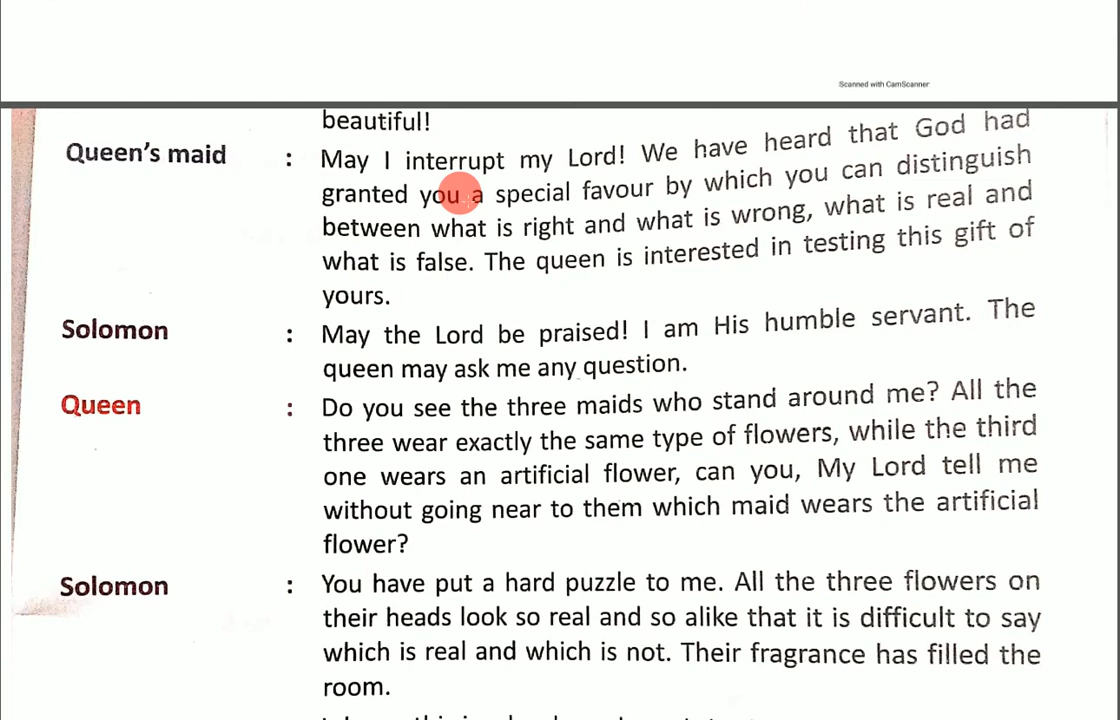 Scanned with CamScanner
beautiful!
Queen's maid : May I interrupt my Lord! We have heard that God had
granted you a special favour by which you can distinguish
between what is right and what is wrong, what is real and
what is false. The queen is interested in testing this gift of
yours.
Solomon : May the Lord be praised! I am His humble servant. The
queen may ask me any question.
Queen : Do you see the three maids who stand around me? All the
three wear exactly the same type of flowers, while the third
one wears an artificial flower, can you, My Lord tell me
without going near to them which maid wears the artificial
flower?
Solomon : You have put a hard puzzle to me. All the three flowers on
their heads look so real and so alike that it is difficult to say
which is real and which is not. Their fragrance has filled the
room.